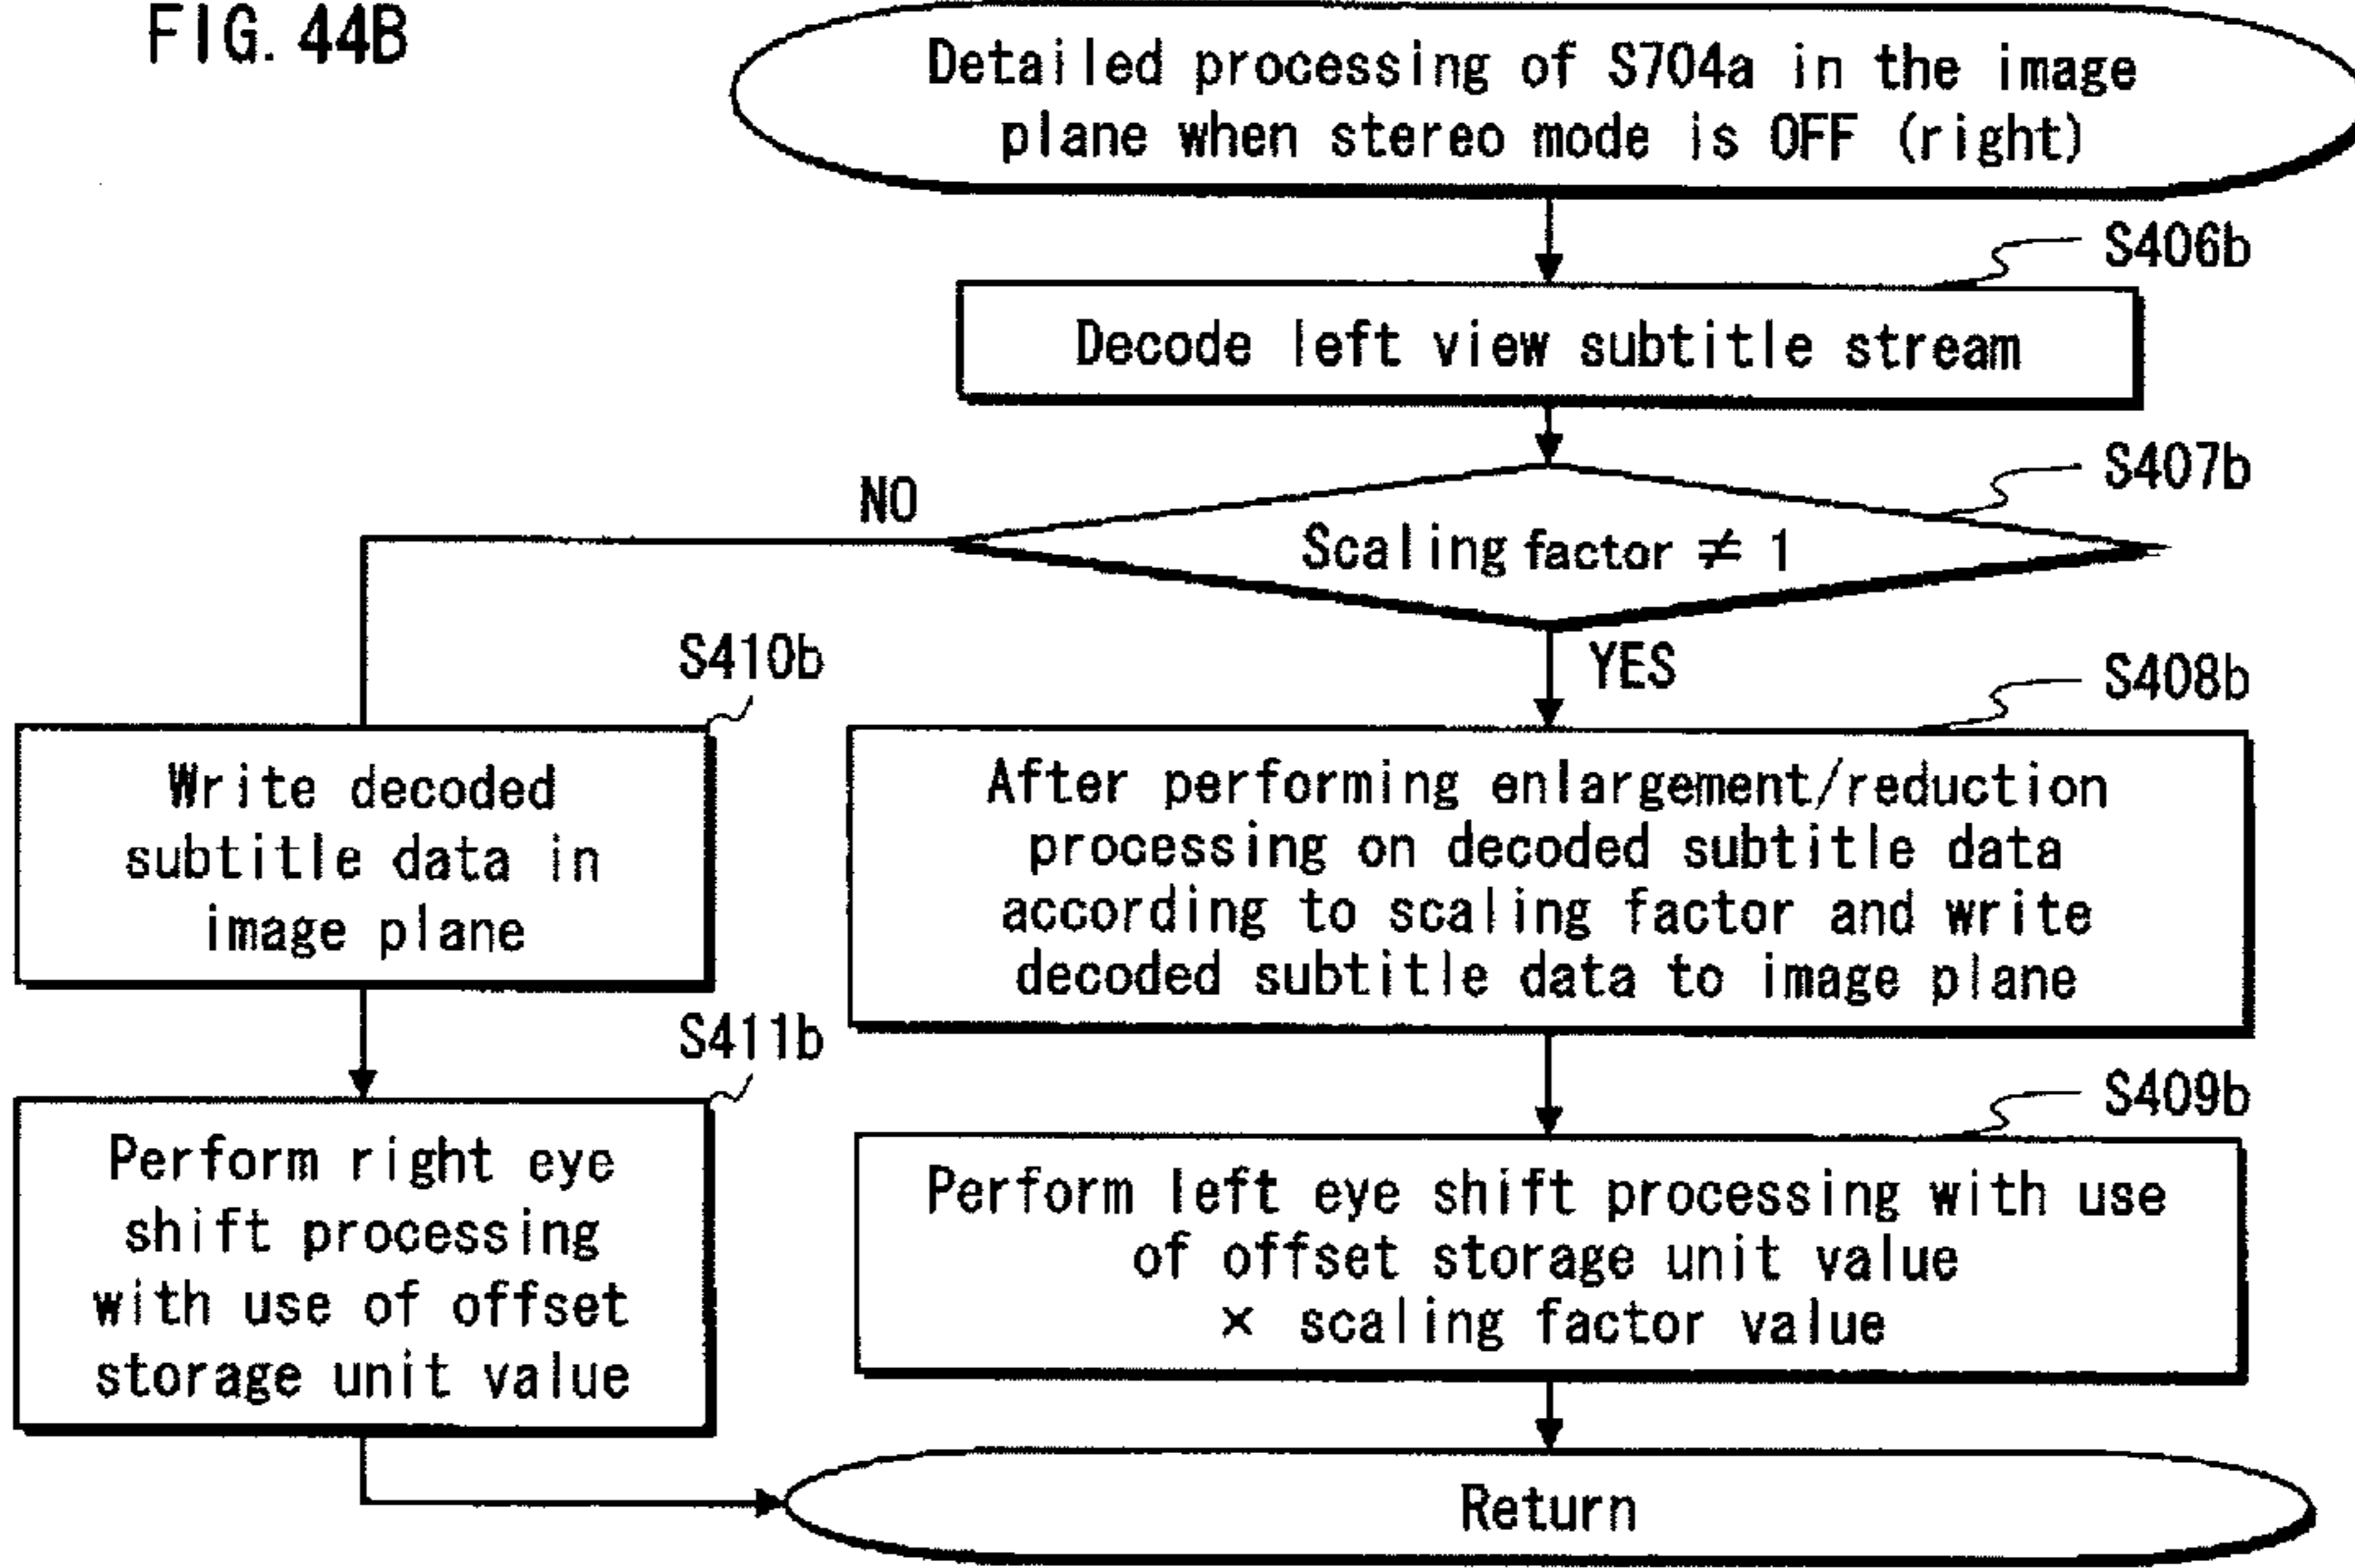 FIG. 44B
Detailed processing of S704a in the image
plane when stereo mode is OFF (right)
S406b
Decode left view subtitle stream
S407b
NO
Scaling factor ≠ 1
YES
S410b
Write decoded
subtitle data in
image plane
S408b
After performing enlargement/reduction
processing on decoded subtitle data
according to scaling factor and write
decoded subtitle data to image plane
S411b
Perform right eye
shift processing
with use of offset
storage unit value
S409b
Perform left eye shift processing with use
of offset storage unit value
× scaling factor value
Return